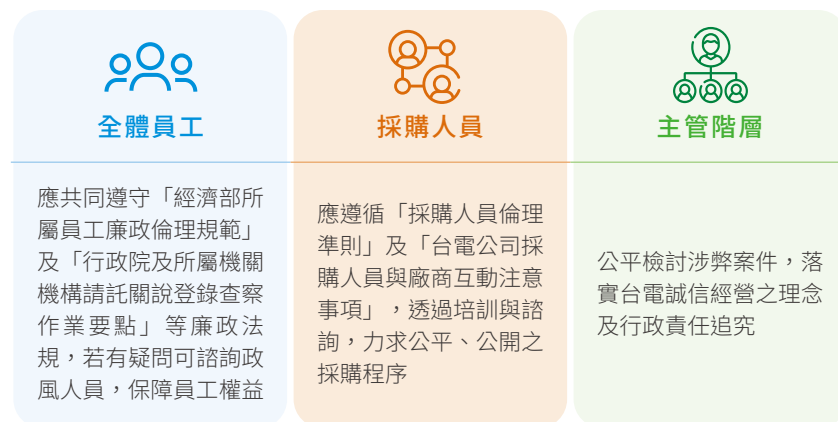 全體員工
應共同遵守「經濟部所
屬員工廉政倫理規範」
及「行政院及所屬機關
機構請託關說登錄查察
作業要點」等廉政法
規，若有疑問可諮詢政
風人員，保障員工權益
採購人員
應遵循「採購人員倫理
準則」及「台電公司採
購人員與廠商互動注意
事項」，透過培訓與諮
詢，力求公平、公開之
採購程序
主管階層
公平檢討涉弊案件，落
實台電誠信經營之理念
及行政責任追究